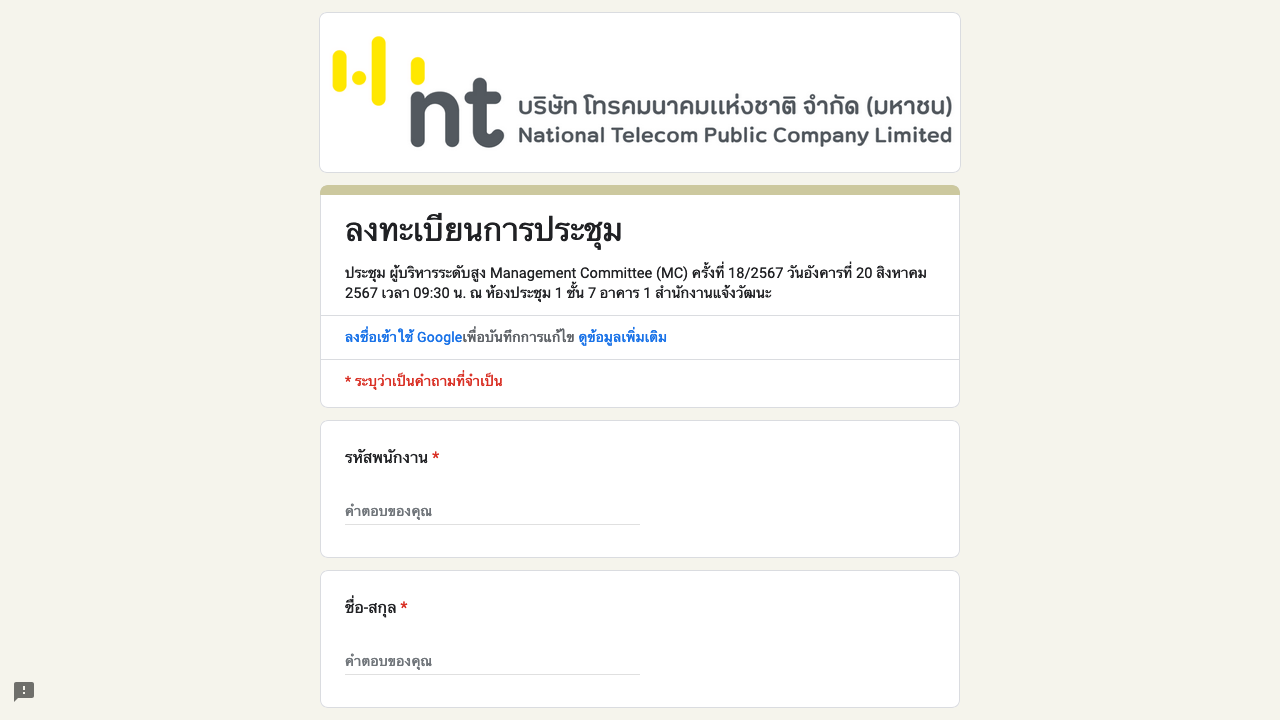 nt
บริษัท โทรคมนาคมแห่งชาติ จำกัด (มหาชน)
National Telecom Public Company Limited
ลงทะเบียนการประชุม
ประชุม ผู้บริหารระดับสูง Management Committee (MC) ครั้งที่ 18/2567 วันอังคารที่ 20 สิงหาคม
2567 เวลา 09:30 น. ณ ห้องประชุม 1 ชั้น 7 อาคาร 1 สำนักงานแจ้งวัฒนะ
ลงชื่อเข้าใช้ Googleเพื่อบันทึกการแก้ไข ดูข้อมูลเพิ่มเติม
* ระบุว่าเป็นคำถามที่จำเป็น
รหัสพนักงาน *
คำตอบของคุณ
ชื่อ-สกุล *
คำตอบของคุณ